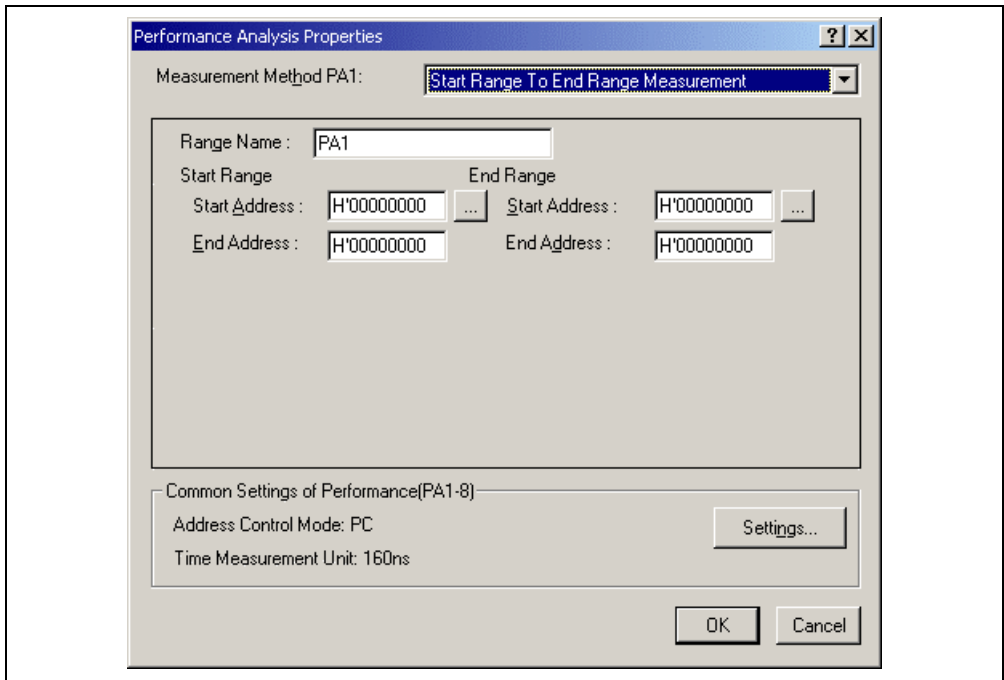 Performance Analysis Properties
Measurement Method PA1: Start Range To End Range Measurement
Range Name : PA1
Start Range End Range
Start Address : H'00000000 ... Start Address : H'00000000 ...
End Address : H'00000000 End Address : H'00000000
Common Settings of Performance(PA1-8)
Address Control Mode: PC
Settings...
Time Measurement Unit: 160ns
OK Cancel